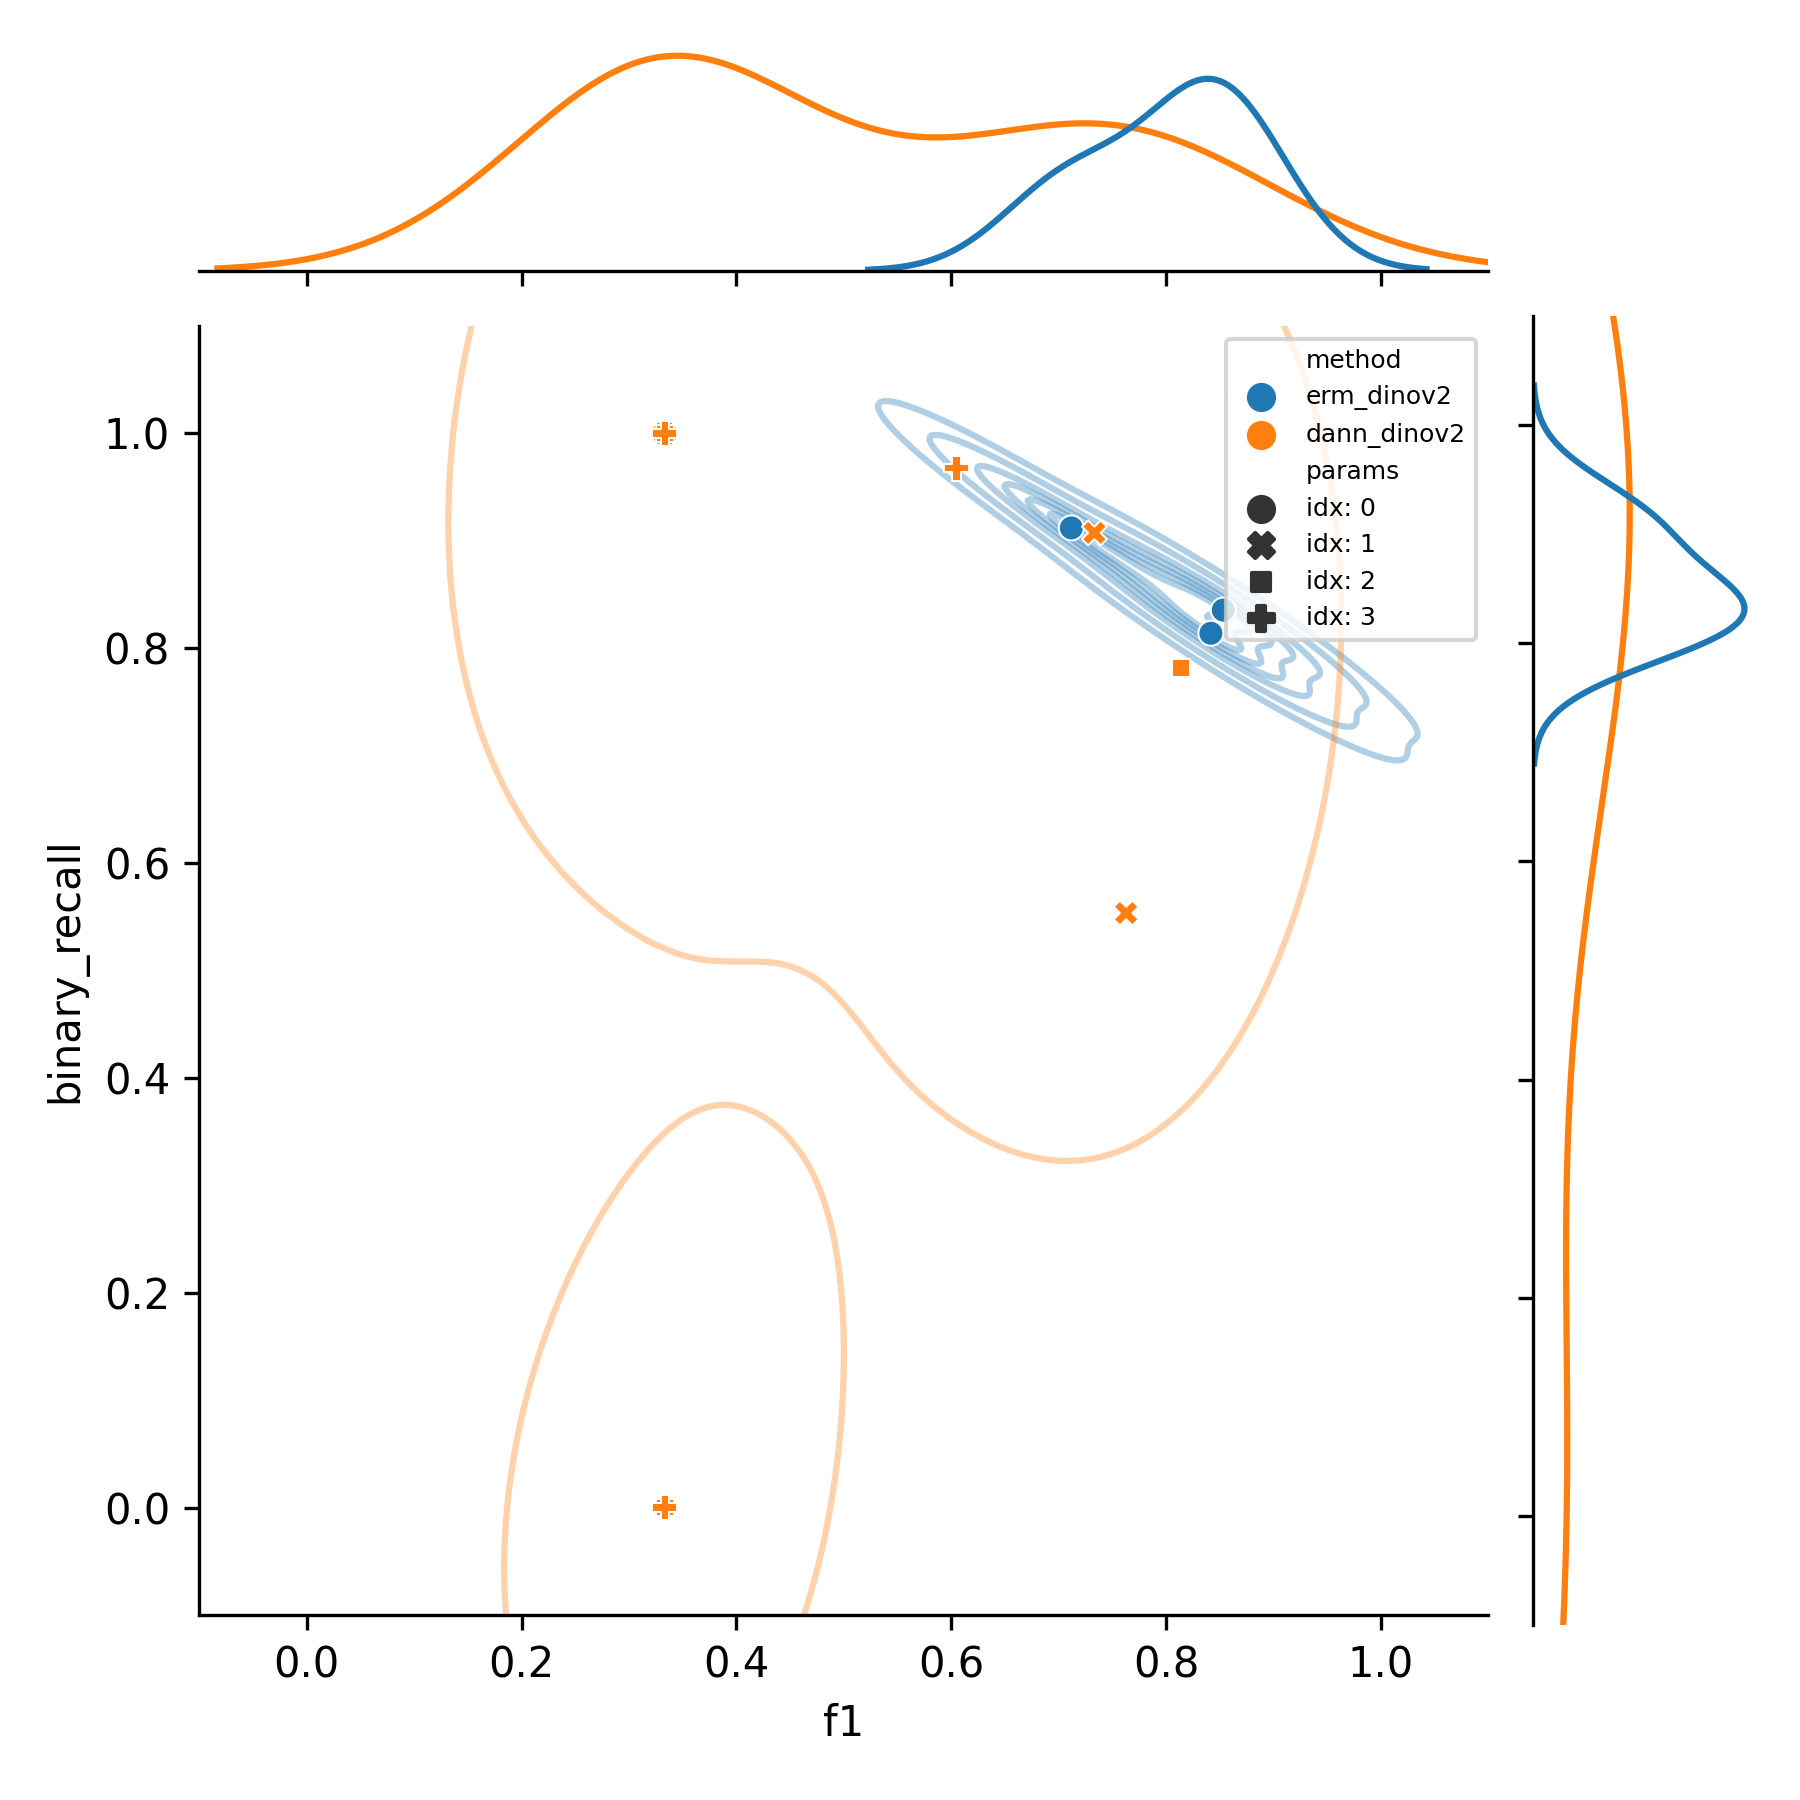 method
erm_dinov2
dann_dinov2
params
idx: 0
idx: 1
idx: 2
idx: 3
1.0
0.8
0.6
0.4
0.2
0.0
binary_recall
0.0 0.2 0.4 0.6 0.8 1.0
f1